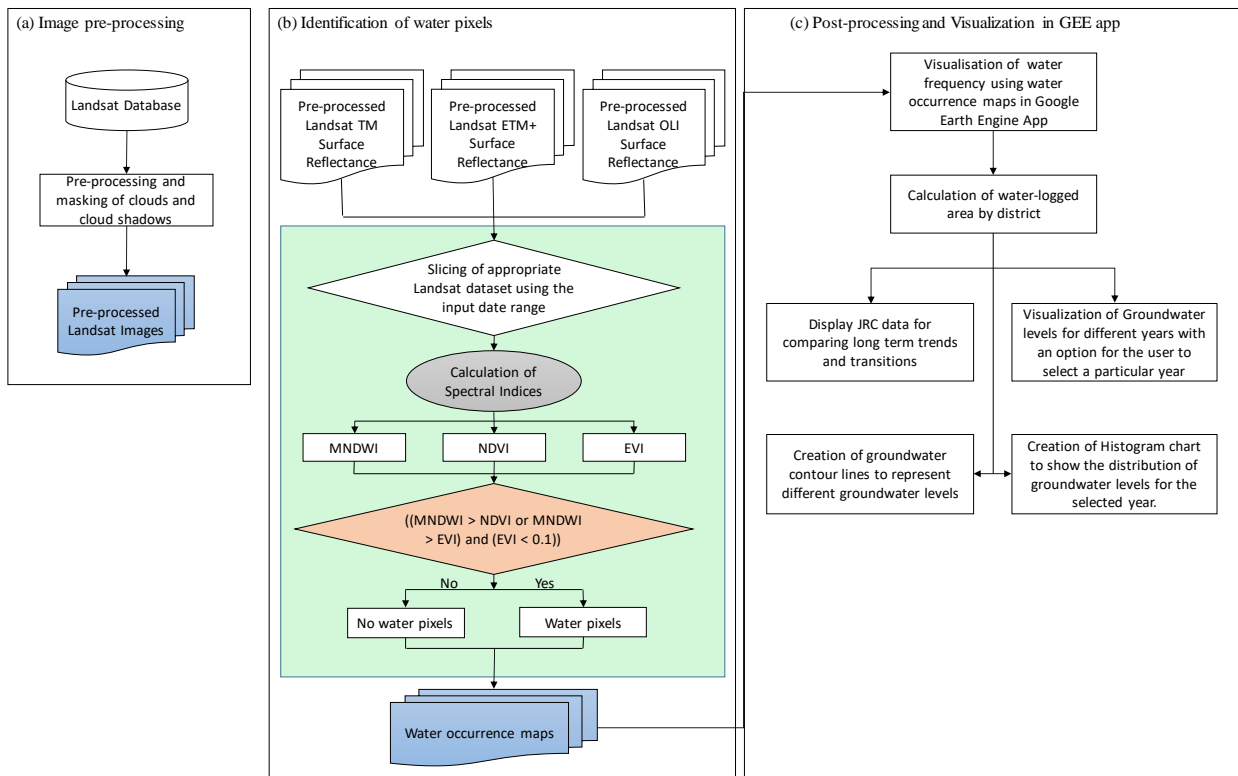 (a) Image pre-processing
Landsat Database
Pre-processing and
masking of clouds and
cloud shadows
Pre-processed
Landsat Images
(b) Identification of water pixels
Pre-processed
Landsat TM
Surface
Reflectance
Pre-processed
Landsat ETM+
Surface
Reflectance
Pre-processed
Landsat OLI
Surface
Reflectance
Slicing of appropriate
Landsat dataset using the
input date range
Calculation of
Spectral Indices
MNDWI
NDVI
EVI
((MNDWI > NDVI or MNDWI
> EVI) and (EVI < 0.1))
No
Yes
No water pixels
Water pixels
Water occurrence maps
(c) Post-processing and Visualization in GEE app
Visualisation of water
frequency using water
occurrence maps in Google
Earth Engine App
Calculation of water-logged
area by district
Display JRC data for
comparing long term trends
and transitions
Visualization of Groundwater
levels for different years with
an option for the user to
select a particular year
Creation of groundwater
contour lines to represent
different groundwater levels
Creation of Histogram chart
to show the distribution of
groundwater levels for the
selected year.